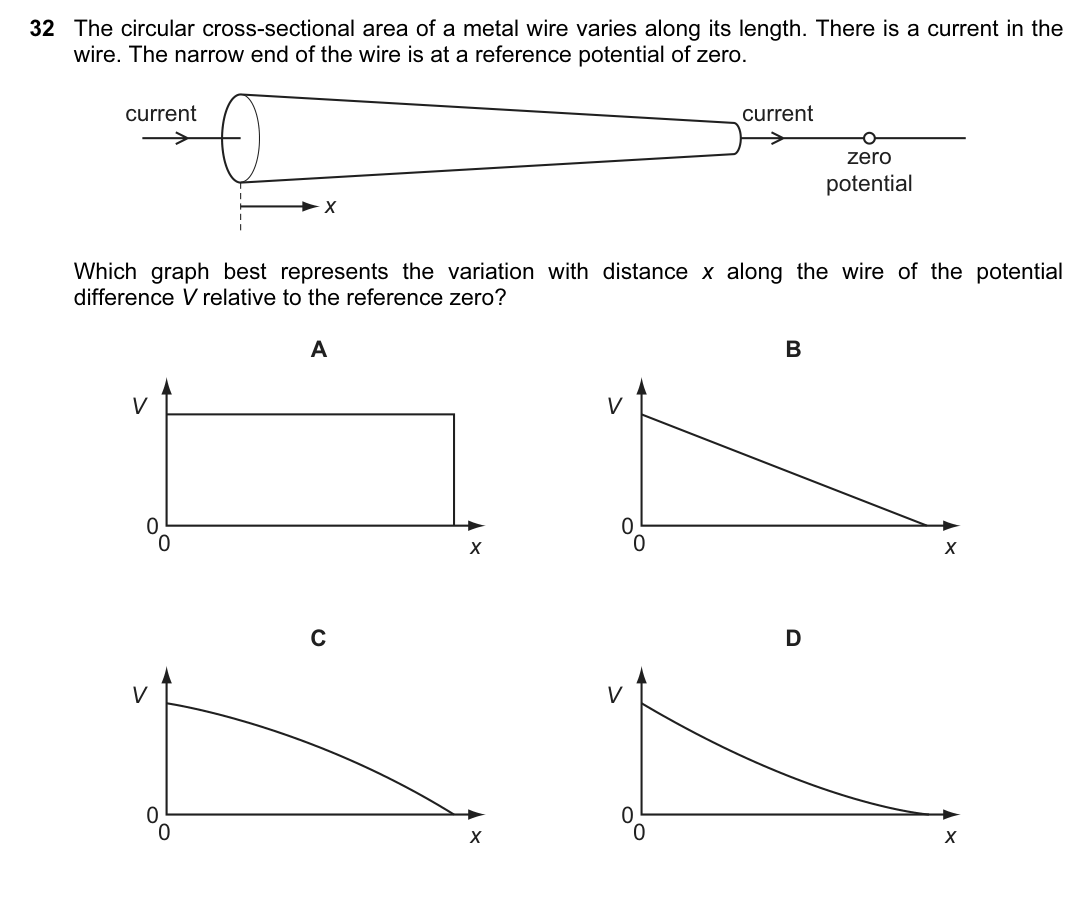 32 The circular cross-sectional area of a metal wire varies along its length. There is a current in the
wire. The narrow end of the wire is at a reference potential of zero.
current
current
zero
potential
x
Which graph best represents the variation with distance x along the wire of the potential
difference V relative to the reference zero?
A
B
V
V
0
0
0
0
x
x
C
D
V
V
0
0
0
0
x
x